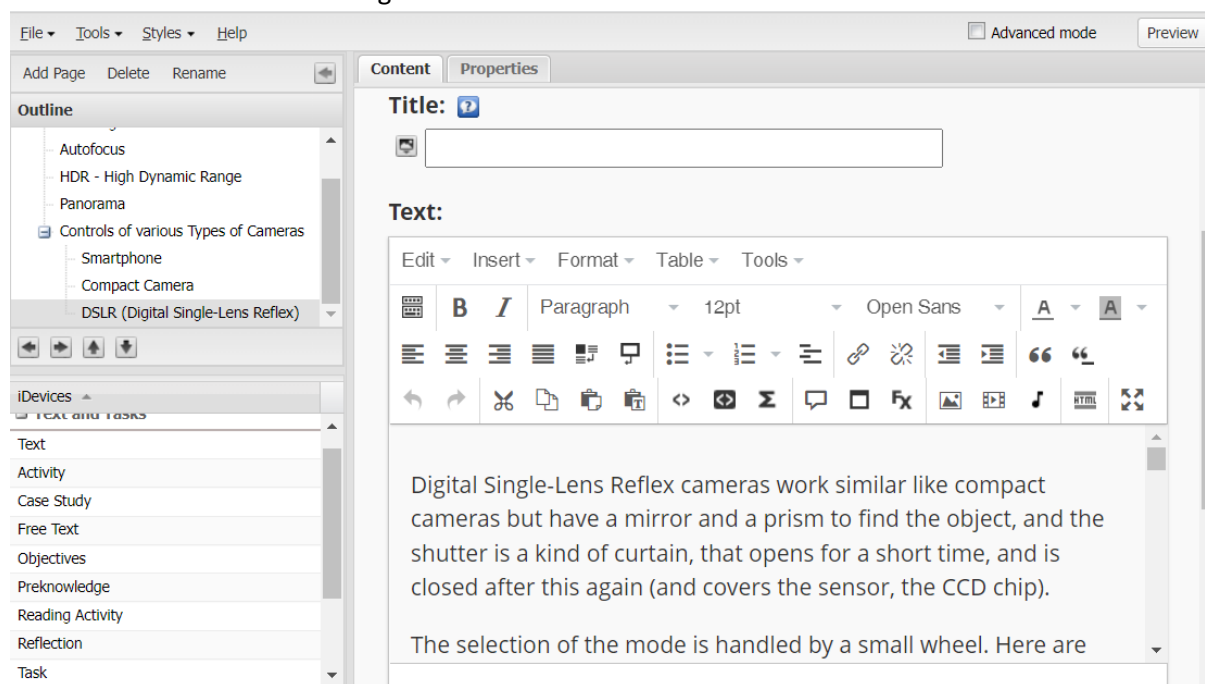 File Tools Styles Help
Advanced mode
Preview
Add Page Delete Rename
Content Properties
Outline
Autofocus
HDR - High Dynamic Range
Panorama
Controls of various Types of Cameras
Smartphone
Compact Camera
DSLR (Digital Single-Lens Reflex)
iDevices
Text and Tasks
Text
Activity
Case Study
Free Text
Objectives
Preknowledge
Reading Activity
Reflection
Task
Title:
Text:
Edit Insert Format Table Tools
B I Paragraph 12pt Open Sans A A
HTML
Digital Single-Lens Reflex cameras work similar like compact
cameras but have a mirror and a prism to find the object, and the
shutter is a kind of curtain, that opens for a short time, and is
closed after this again (and covers the sensor, the CCD chip).
The selection of the mode is handled by a small wheel. Here are